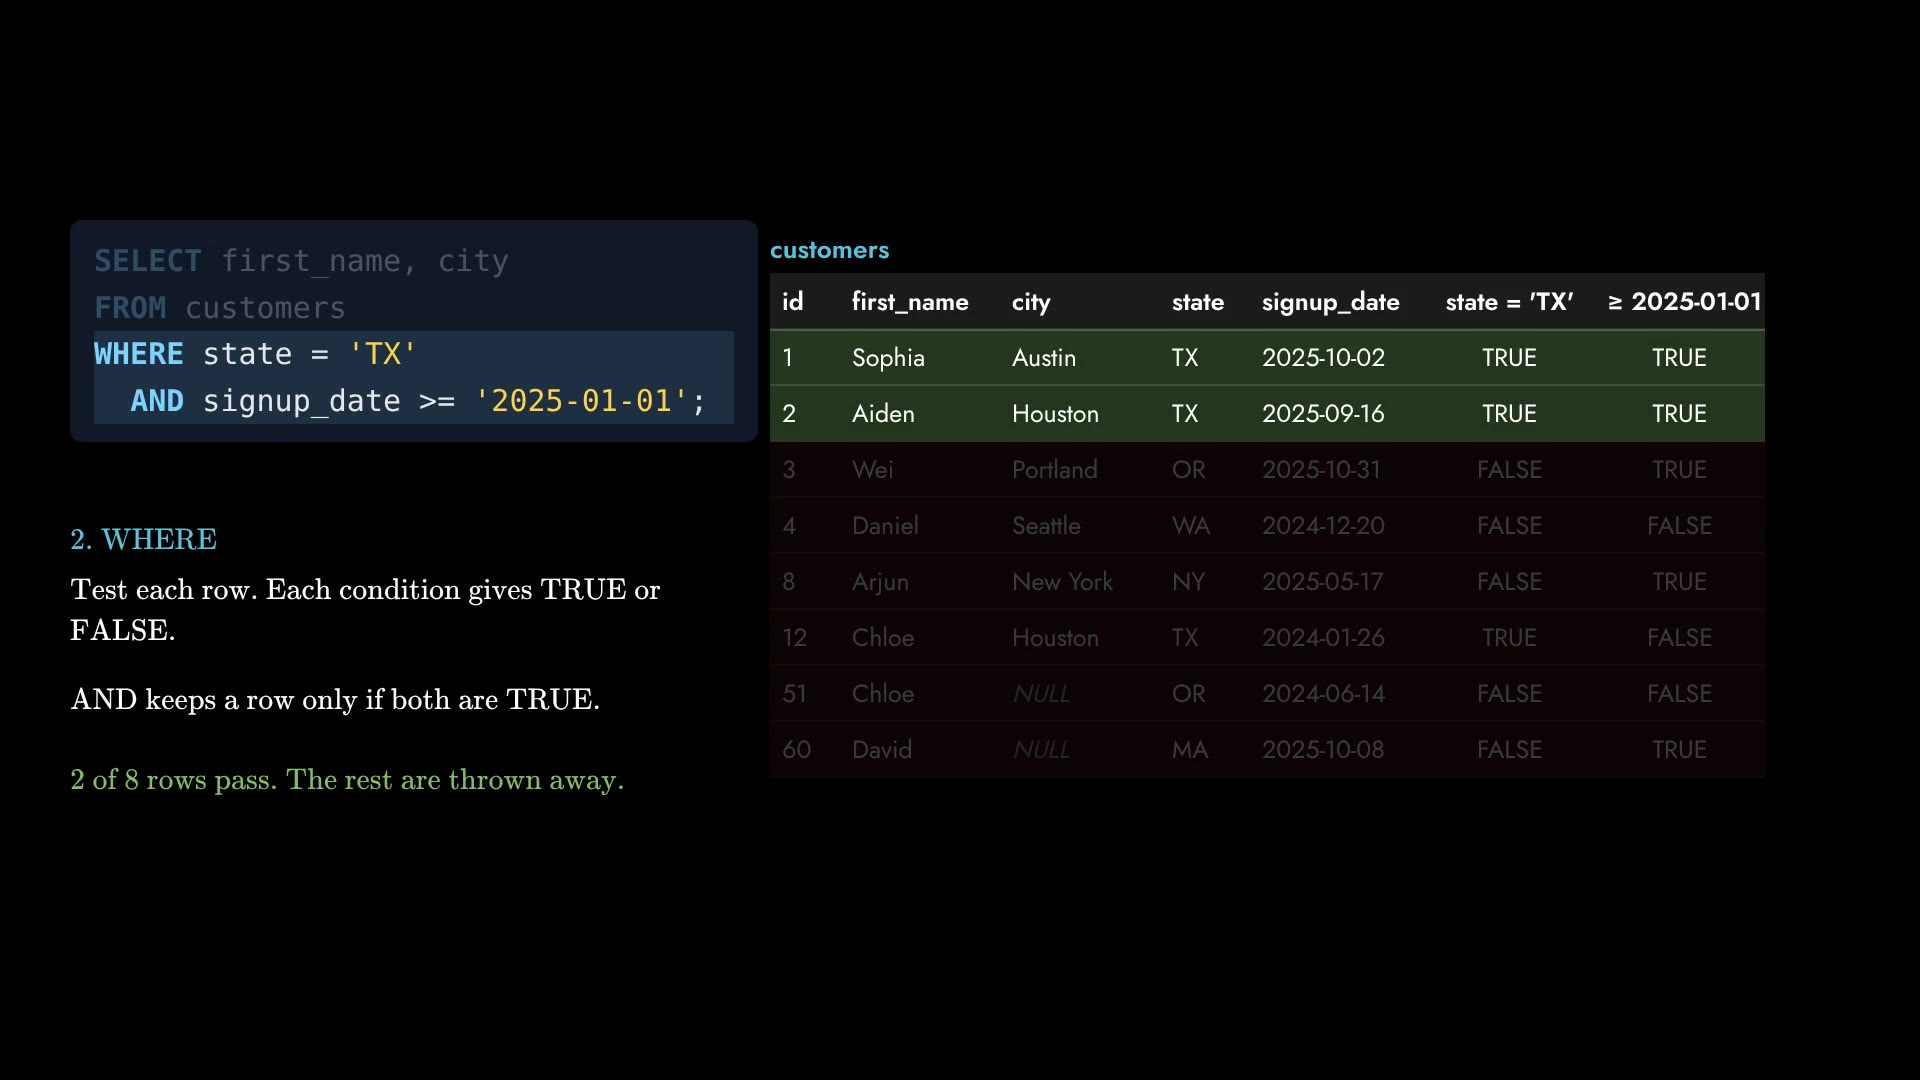 SELECT first_name, city
FROM customers
WHERE state = 'TX'
  AND signup_date >= '2025-01-01';
2. WHERE
Test each row. Each condition gives TRUE or
FALSE.
AND keeps a row only if both are TRUE.
2 of 8 rows pass. The rest are thrown away.
customers
id first_name city state signup_date state = 'TX' ≥ 2025-01-01
1 Sophia Austin TX 2025-10-02 TRUE TRUE
2 Aiden Houston TX 2025-09-16 TRUE TRUE
3 Wei Portland OR 2025-10-31 FALSE TRUE
4 Daniel Seattle WA 2024-12-20 FALSE FALSE
8 Arjun New York NY 2025-05-17 FALSE TRUE
12 Chloe Houston TX 2024-01-26 TRUE FALSE
51 Chloe NULL OR 2024-06-14 FALSE FALSE
60 David NULL MA 2025-10-08 FALSE TRUE